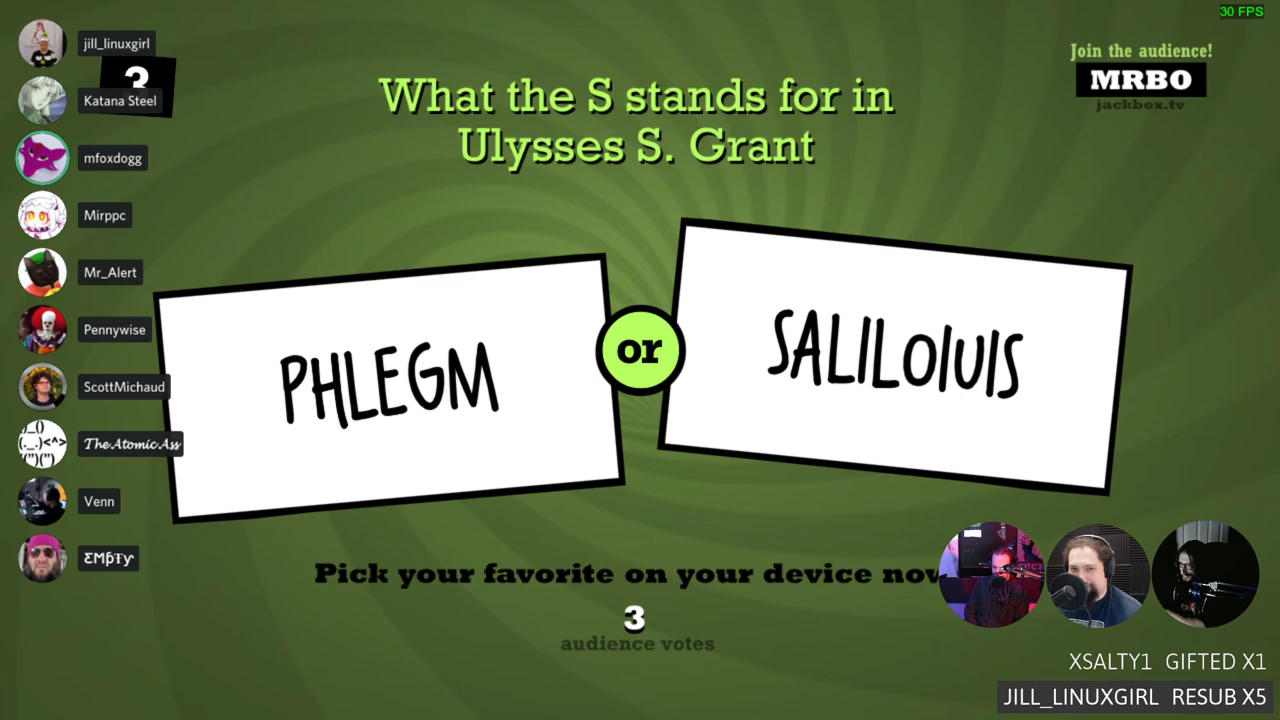 30 FPS
jill_linuxgirl
3
Katana Steel
mfoxdogg
Mirppc
Mr_Alert
Pennywise
ScottMichaud
TheAtomicAss
Venn
ΣMβŦƴ
Join the audience!
MRBO
jackbox.tv
What the S stands for in
Ulysses S. Grant
PHLEGM
or
SALILOIUIS
Pick your favorite on your device now
3
audience votes
XSALTY1 GIFTED X1
JILL_LINUXGIRL RESUB X5